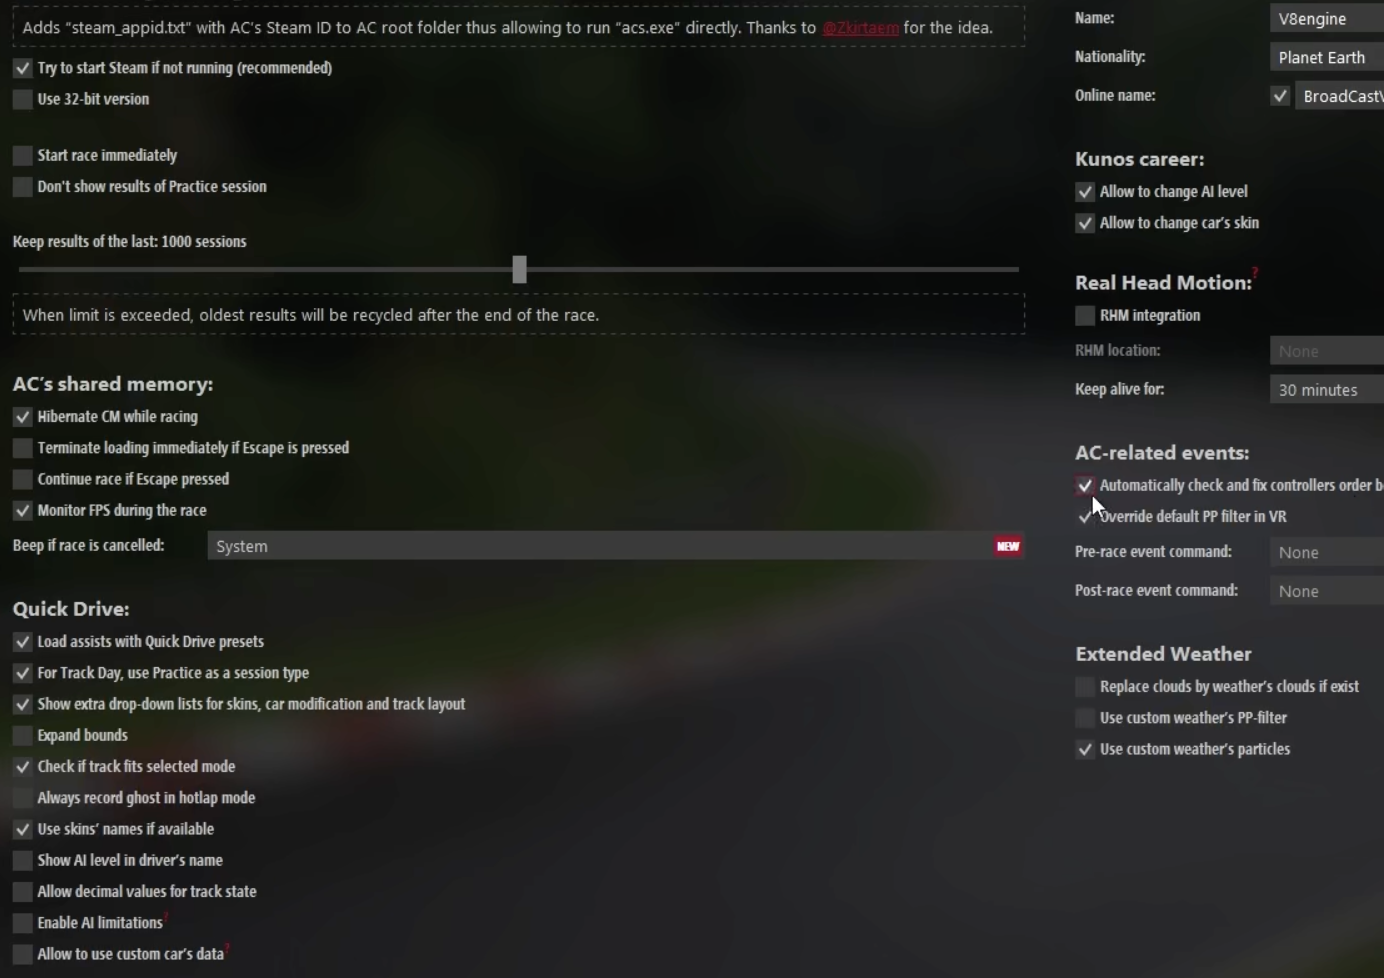 Adds “steam_appid.txt” with AC’s Steam ID to AC root folder thus allowing to run “acs.exe” directly. Thanks to @Zkirtaem for the idea.
Try to start Steam if not running (recommended)
Use 32-bit version
Start race immediately
Don't show results of Practice session
Keep results of the last: 1000 sessions
When limit is exceeded, oldest results will be recycled after the end of the race.
AC’s shared memory:
Hibernate CM while racing
Terminate loading immediately if Escape is pressed
Continue race if Escape pressed
Monitor FPS during the race
Beep if race is cancelled:
System
NEW
Quick Drive:
Load assists with Quick Drive presets
For Track Day, use Practice as a session type
Show extra drop-down lists for skins, car modification and track layout
Expand bounds
Check if track fits selected mode
Always record ghost in hotlap mode
Use skins’ names if available
Show AI level in driver’s name
Allow decimal values for track state
Enable AI limitations?
Allow to use custom car’s data?
Name:
V8engine
Nationality:
Planet Earth
Online name:
BroadCastV
Kunos career:
Allow to change AI level
Allow to change car’s skin
Real Head Motion:?
RHM integration
RHM location:
None
Keep alive for:
30 minutes
AC-related events:
Automatically check and fix controllers order b
Override default PP filter in VR
Pre-race event command:
None
Post-race event command:
None
Extended Weather
Replace clouds by weather’s clouds if exist
Use custom weather’s PP-filter
Use custom weather’s particles